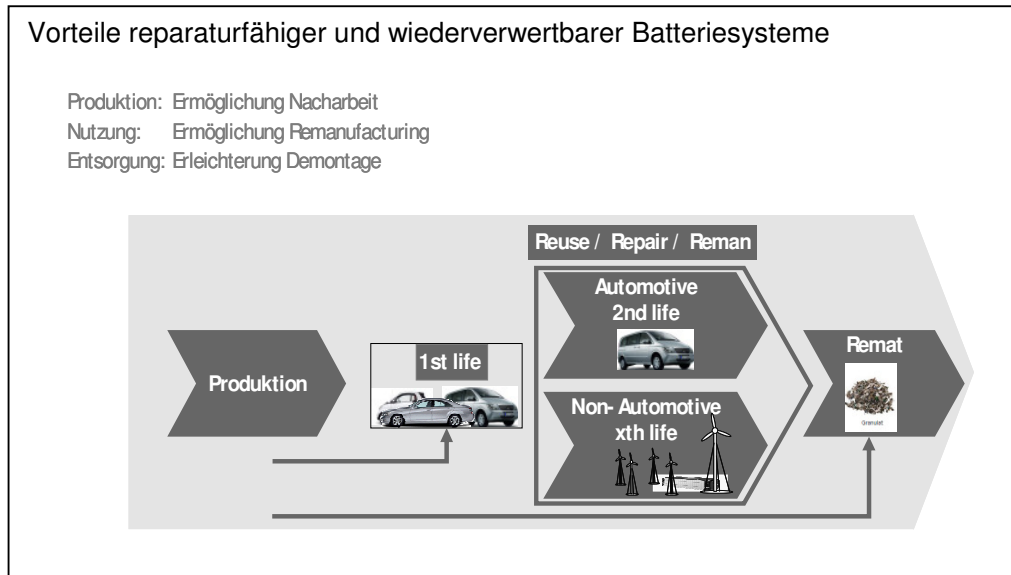 Vorteile reparaturfähiger und wiederverwertbarer Batteriesysteme
Produktion: Ermöglichung Nacharbeit
Nutzung: Ermöglichung Remanufacturing
Entsorgung: Erleichterung Demontage
Reuse / Repair / Reman
Automotive
2nd life
1st life
Remat
Produktion
Non- Automotive
xth life
Granulat